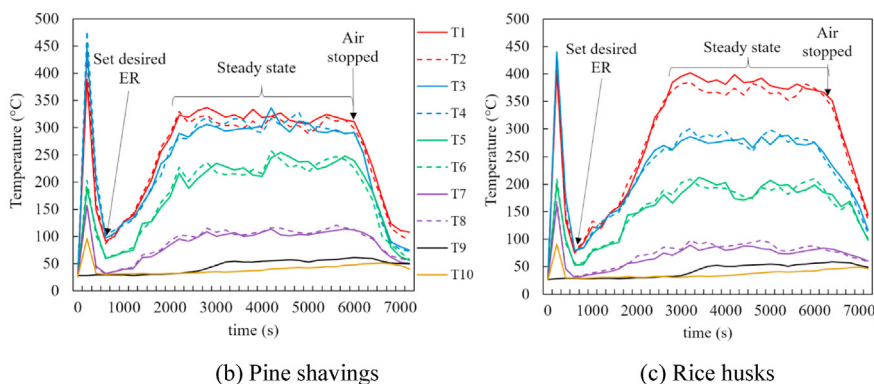 500
450
400
350
300
250
200
150
100
50
0
Temperature (°C)
Set desired
ER
Steady state
Air
stopped
0 1000 2000 3000 4000 5000 6000 7000
time (s)
(b) Pine shavings
T1
T2
T3
T4
T5
T6
T7
T8
T9
T10
500
450
400
350
300
250
200
150
100
50
0
Temperature (°C)
Set desired
ER
Steady state
Air
stopped
0 1000 2000 3000 4000 5000 6000 7000
time (s)
(c) Rice husks